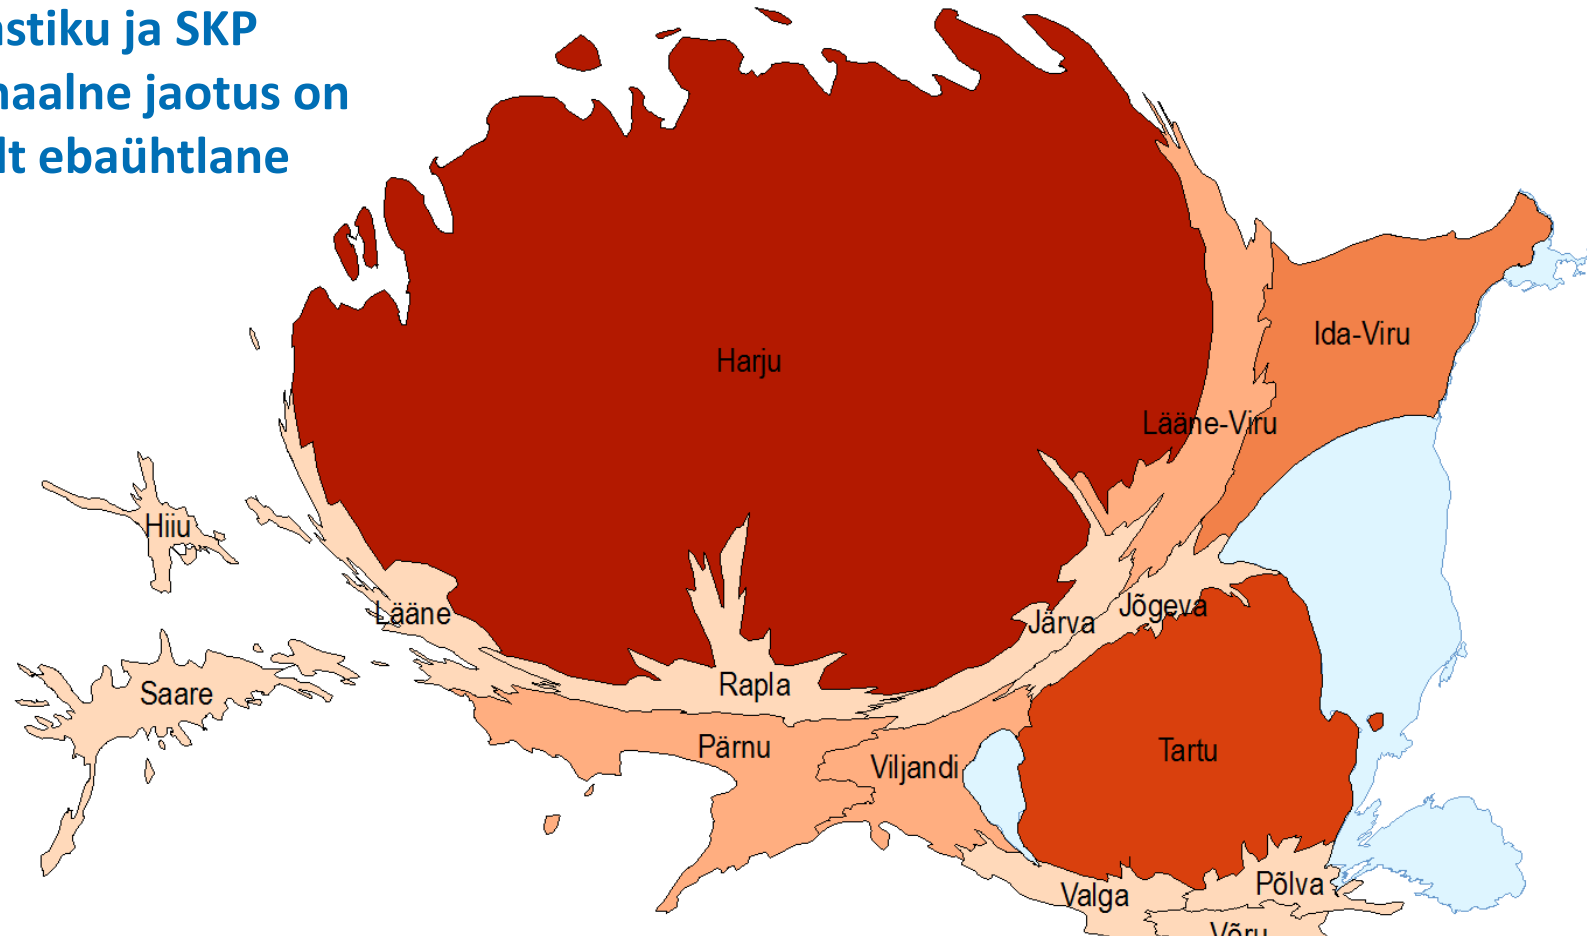 astiku ja SKP
naalne jaotus on
lt ebaühtlane
Harju
Ida-Viru
Lääne-Viru
Hiiu
Lääne
Jõgeva
Järva
Rapla
Saare
Pärnu
Viljandi
Tartu
Valga
Põlva
Võru